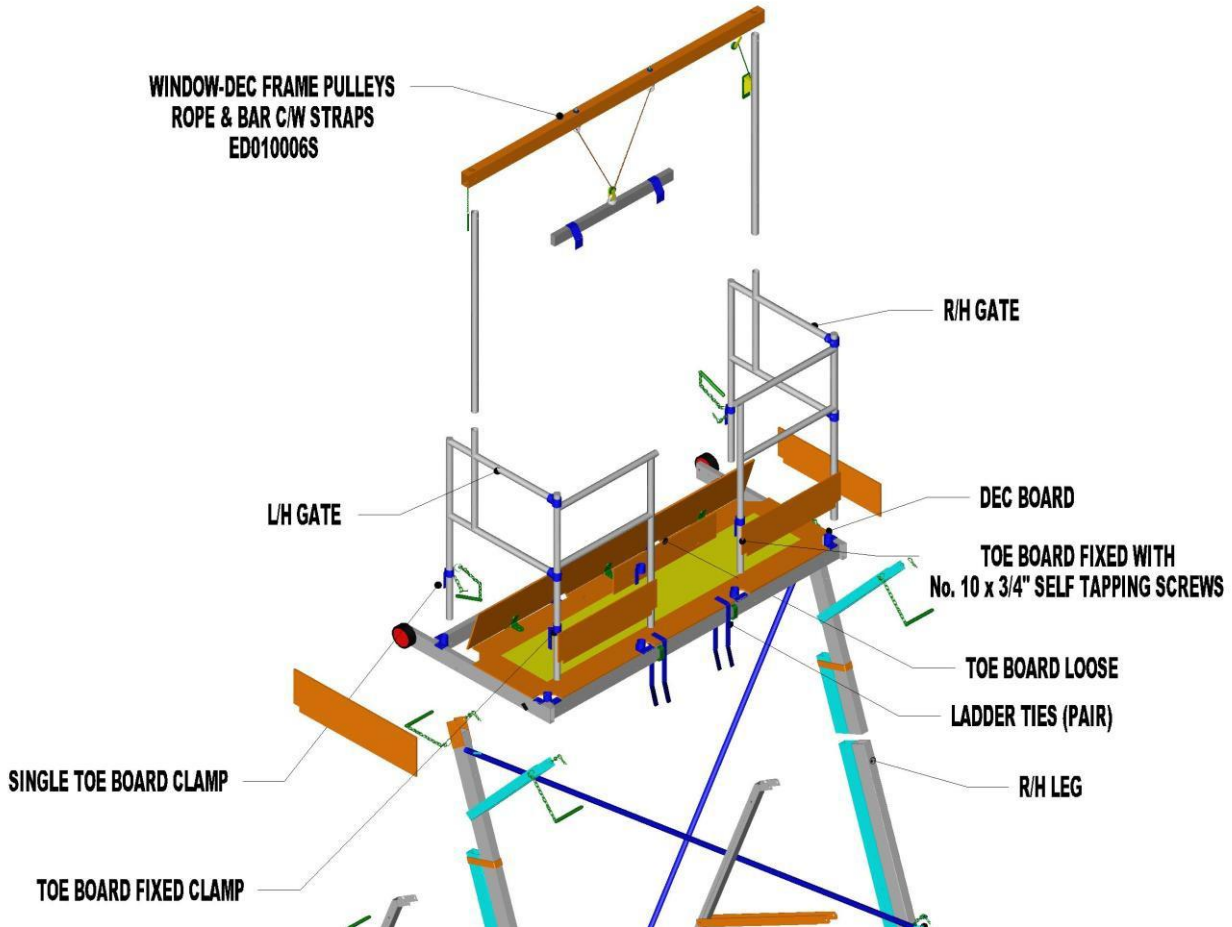 WINDOW-DEC FRAME PULLEYS
ROPE & BAR C/W STRAPS
ED010006S
R/H GATE
L/H GATE
DEC BOARD
TOE BOARD FIXED WITH
No. 10 x 3/4" SELF TAPPING SCREWS
TOE BOARD LOOSE
LADDER TIES (PAIR)
SINGLE TOE BOARD CLAMP
R/H LEG
TOE BOARD FIXED CLAMP